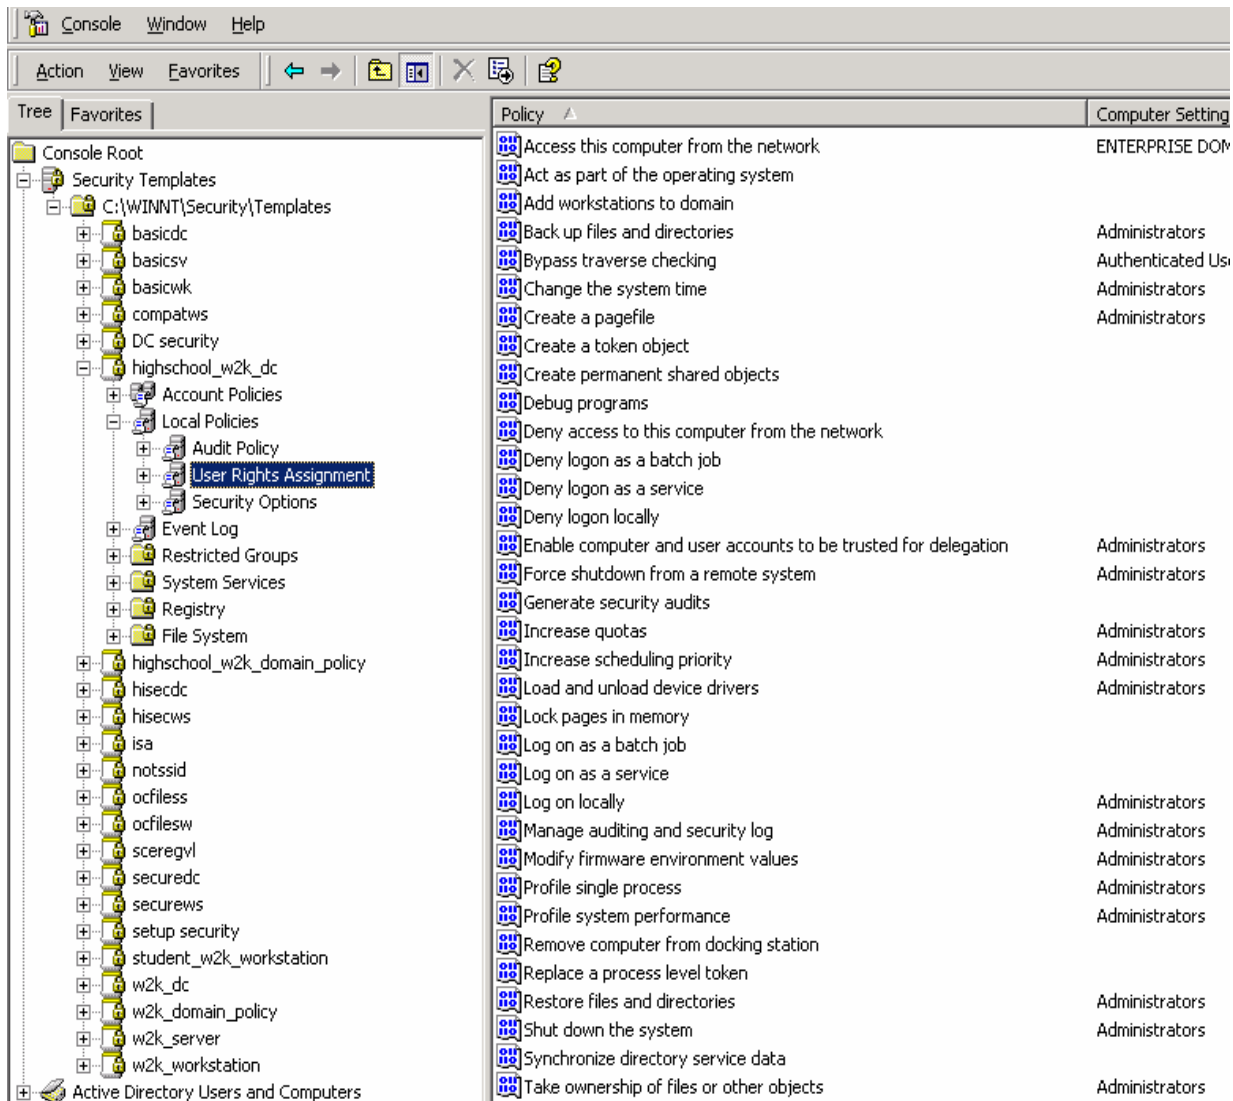 Console Window Help
Action View Favorites
Tree Favorites
Console Root
Security Templates
C:\WINNT\Security\Templates
basicdc
basicsv
basicwk
compatws
DC security
highschool_w2k_dc
Account Policies
Local Policies
Audit Policy
User Rights Assignment
Security Options
Event Log
Restricted Groups
System Services
Registry
File System
highschool_w2k_domain_policy
hisecdc
hisecws
isa
notssid
ocfiless
ocfilesw
sceregvl
securedc
securews
setup security
student_w2k_workstation
w2k_dc
w2k_domain_policy
w2k_server
w2k_workstation
Active Directory Users and Computers
Policy Computer Setting
Access this computer from the network ENTERPRISE DOM
Act as part of the operating system
Add workstations to domain
Back up files and directories Administrators
Bypass traverse checking Authenticated Us
Change the system time Administrators
Create a pagefile Administrators
Create a token object
Create permanent shared objects
Debug programs
Deny access to this computer from the network
Deny logon as a batch job
Deny logon as a service
Deny logon locally
Enable computer and user accounts to be trusted for delegation Administrators
Force shutdown from a remote system Administrators
Generate security audits
Increase quotas Administrators
Increase scheduling priority Administrators
Load and unload device drivers Administrators
Lock pages in memory
Log on as a batch job
Log on as a service
Log on locally Administrators
Manage auditing and security log Administrators
Modify firmware environment values Administrators
Profile single process Administrators
Profile system performance Administrators
Remove computer from docking station
Replace a process level token
Restore files and directories Administrators
Shut down the system Administrators
Synchronize directory service data
Take ownership of files or other objects Administrators